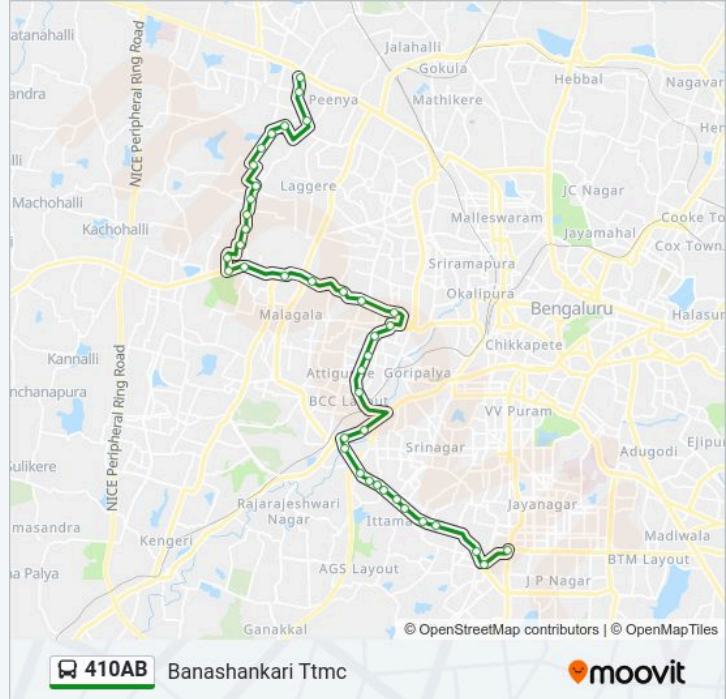 Jalahalli
atanahalli
Gokula
Hebbal
Nagavar
andra
Peenya
Mathikere
NICE Peripheral Ring Road
Her
lli
Laggere
JC Nagar
Machohalli
Malleswaram
Cooke To
Kachohalli
Jayamahal
Cox Town
Sriramapura
Okalipura
Bengaluru
Halasur
Malagala
Chikkapete
Kannalli
Attiguppe
Goripalya
nchanapura
BCC Layout
VV Puram
NICE Peripheral Ring Road
Srinagar
Ejipu
Adugodi
Sulikere
Rajarajeshwari
Nagar
Jayanagar
masandra
Ittama
Madiwala
Kengeri
a Palya
AGS Layout
BTM Layout
J P Nagar
Ganakkal
© OpenStreetMap contributors | © OpenMapTiles
410AB Banashankari Ttmc
moovit